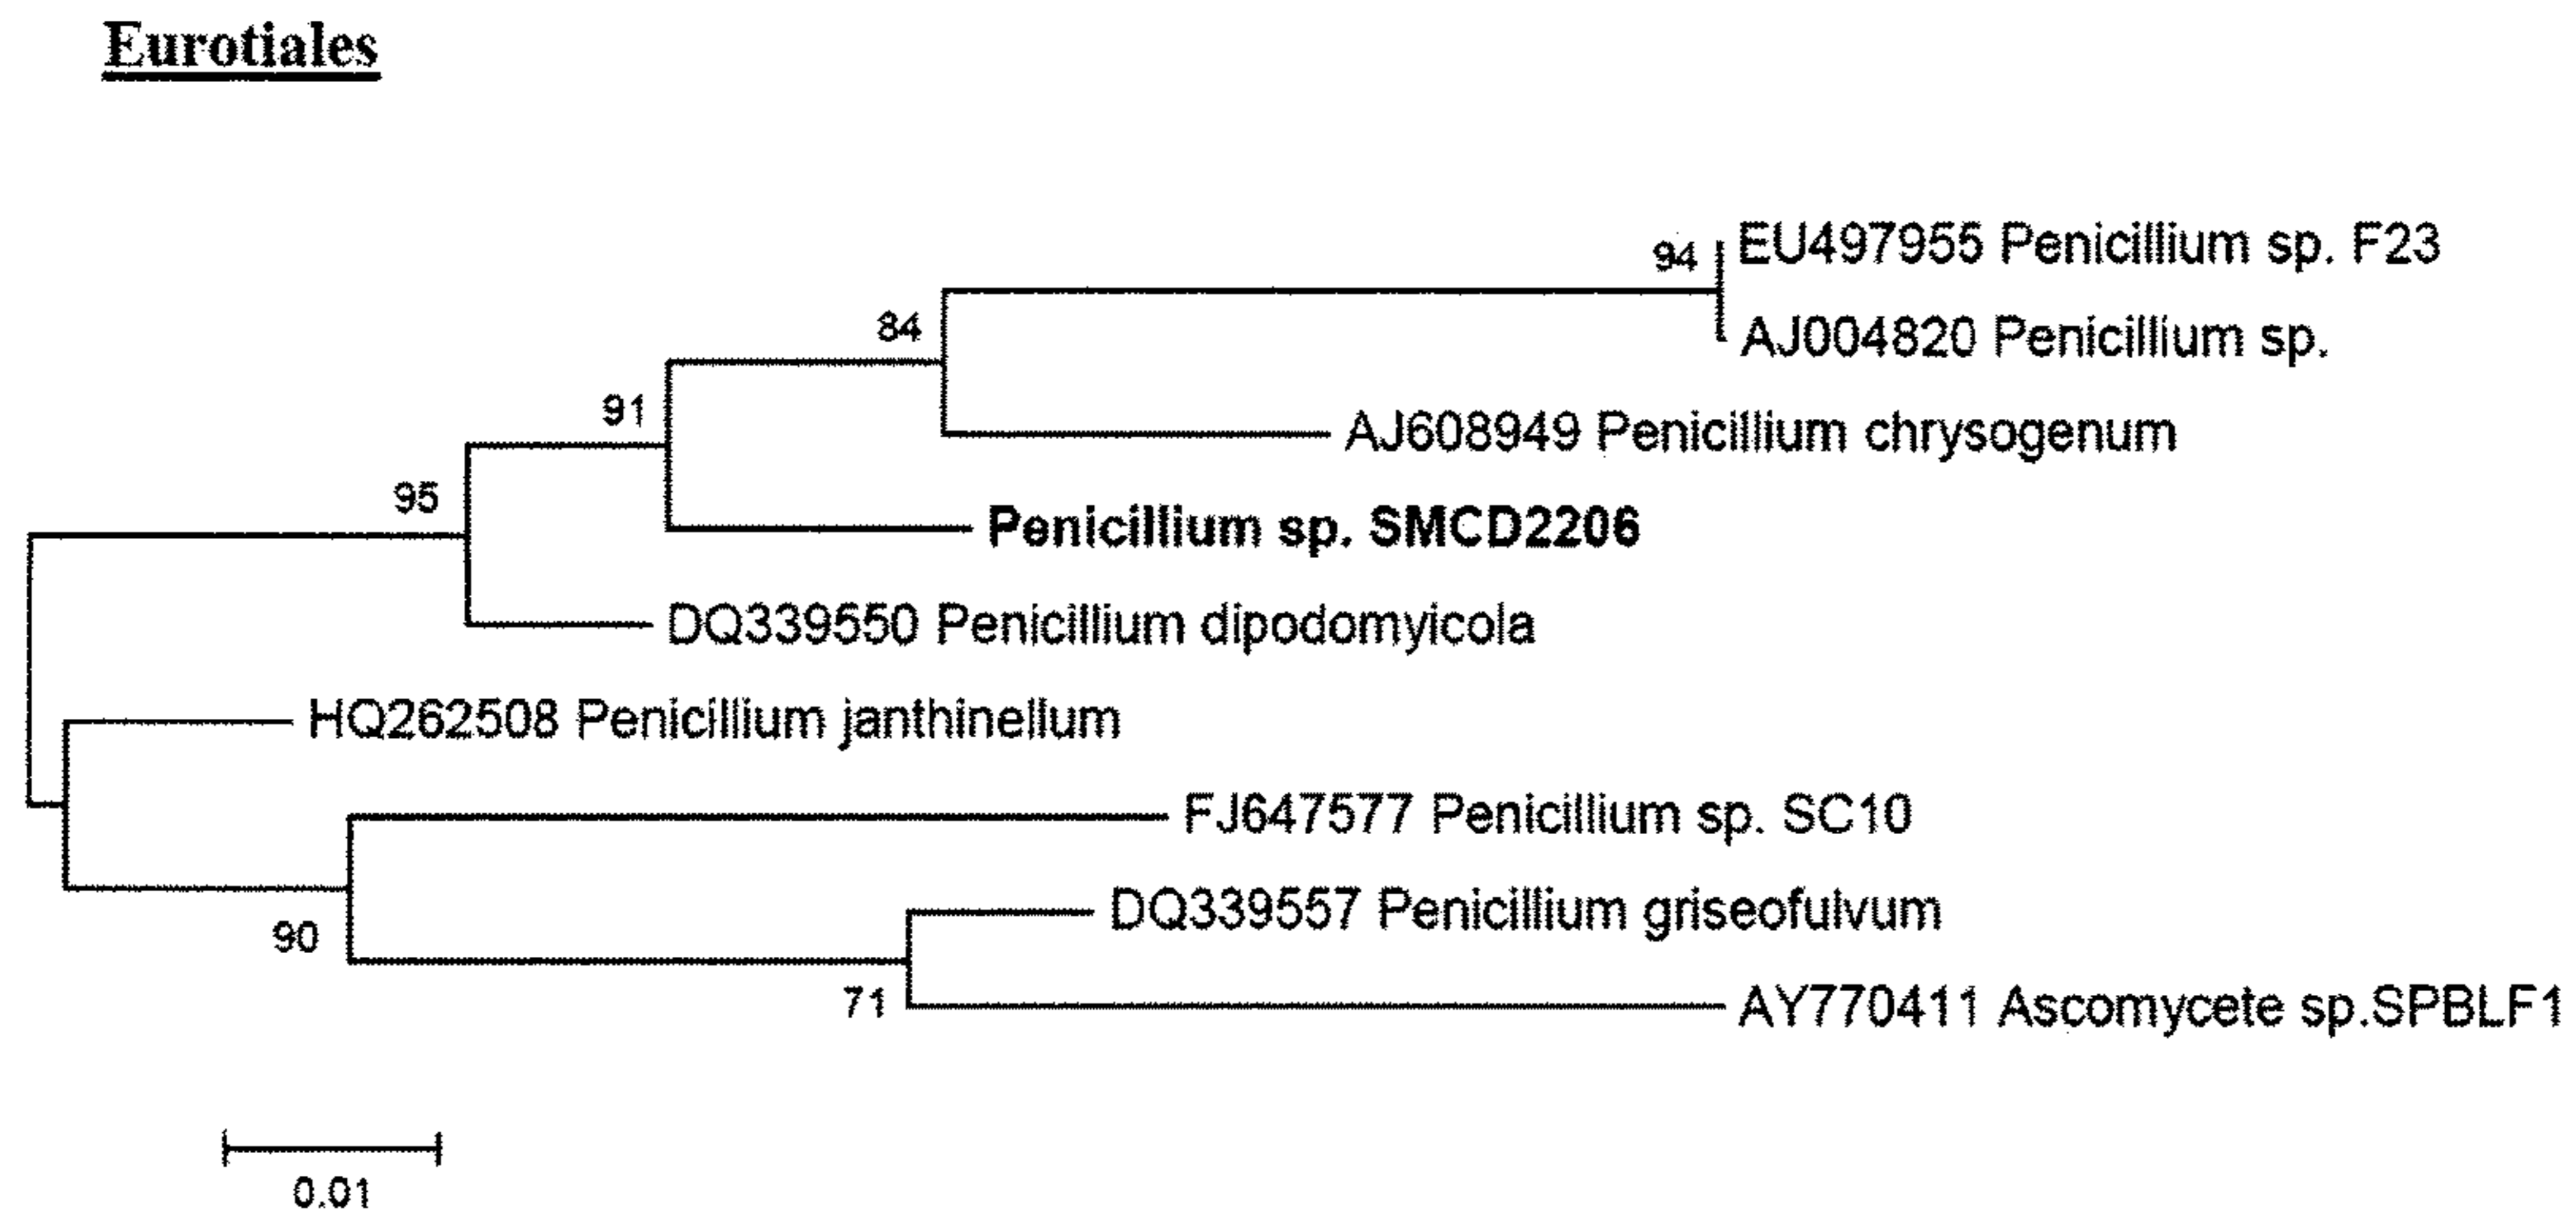 Eurotiales
94
EU497955 Penicillium sp. F23
AJ004820 Penicillium sp.
84
AJ608949 Penicillium chrysogenum
91
Penicillium sp. SMCD2206
95
DQ339550 Penicillium dipodomyicola
HQ262508 Penicillium janthinellum
FJ647577 Penicillium sp. SC10
90
DQ339557 Penicillium griseofulvum
71
AY770411 Ascomycete sp.SPBLF1
0.01